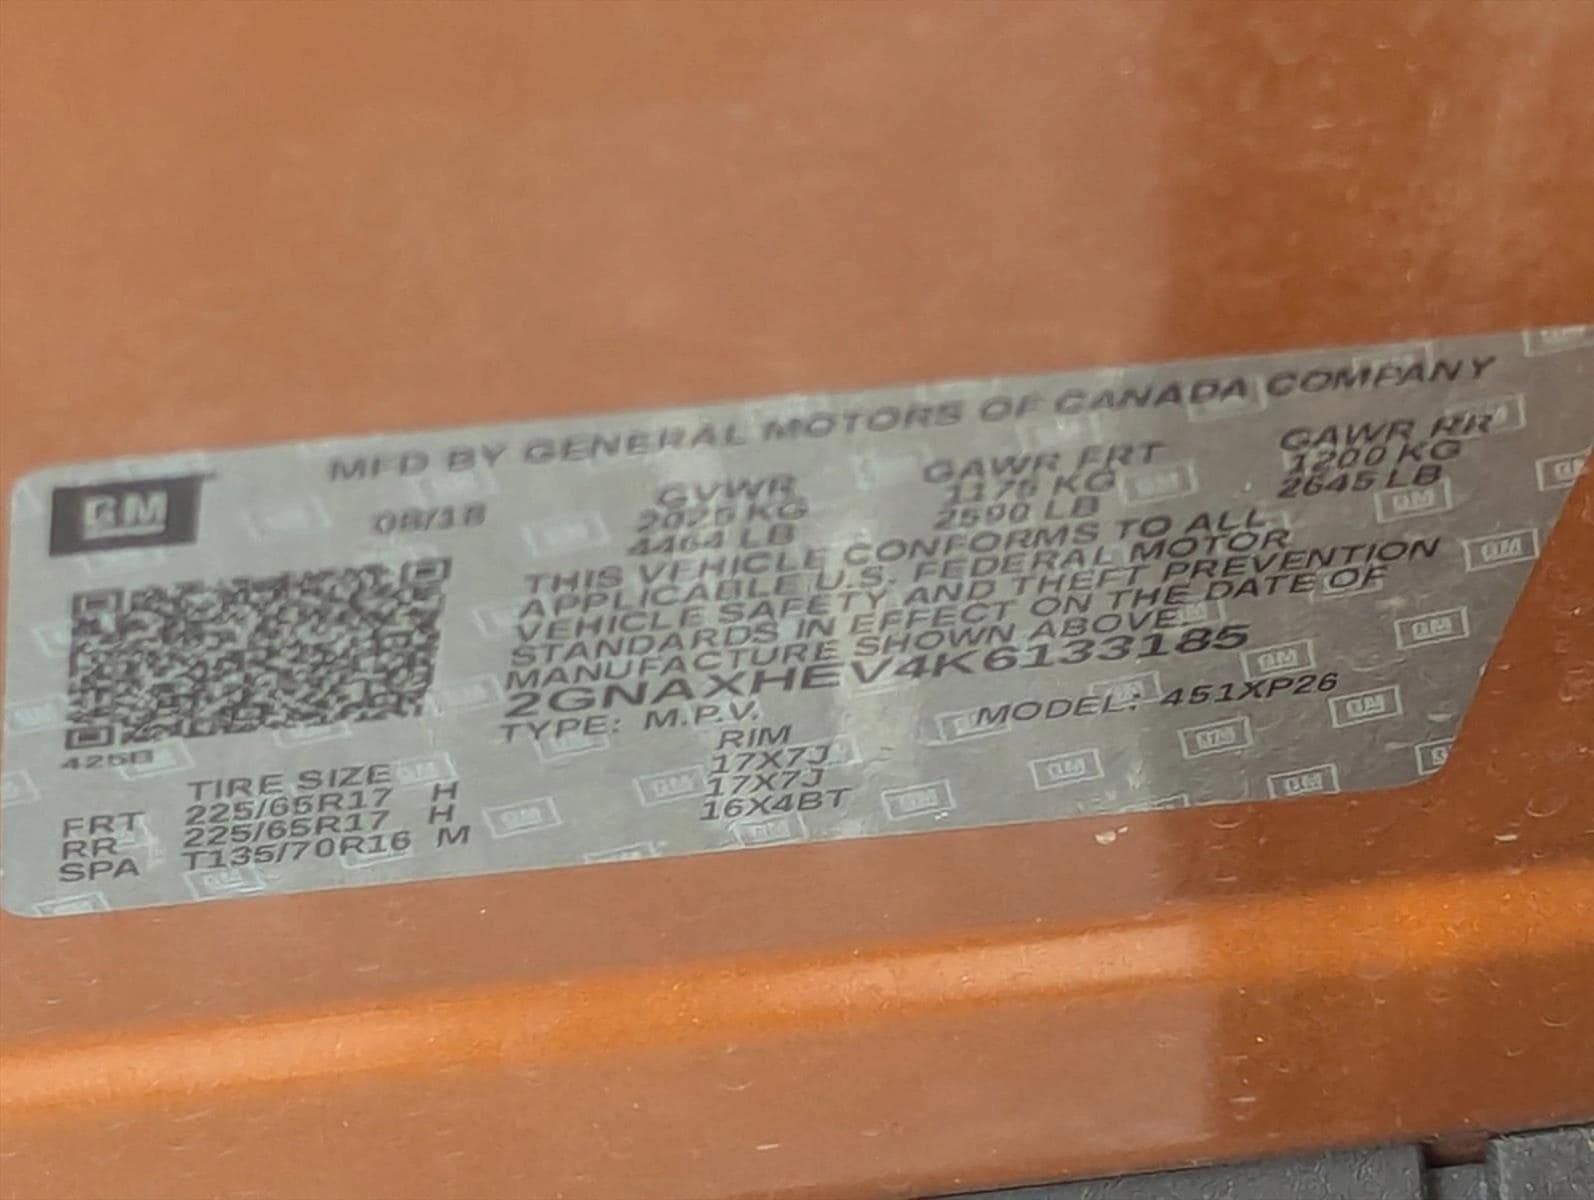 MFD BY GENERAL MOTORS OF CANADA COMPANY
GM 08/18 GVWR GAWR FRT GAWR RR
2025 KG 1175 KG 1200 KG
4464 LB 2590 LB 2645 LB
THIS VEHICLE CONFORMS TO ALL
APPLICABLE U.S. FEDERAL MOTOR
VEHICLE SAFETY AND THEFT PREVENTION
STANDARDS IN EFFECT ON THE DATE OF
MANUFACTURE SHOWN ABOVE.
2GNAXHEV4K6133185
TYPE: M.P.V. MODEL: 451XP26
425B
TIRE SIZE RIM
FRT 225/65R17 H 17X7J
RR 225/65R17 H 17X7J
SPA T135/70R16 M 16X4BT